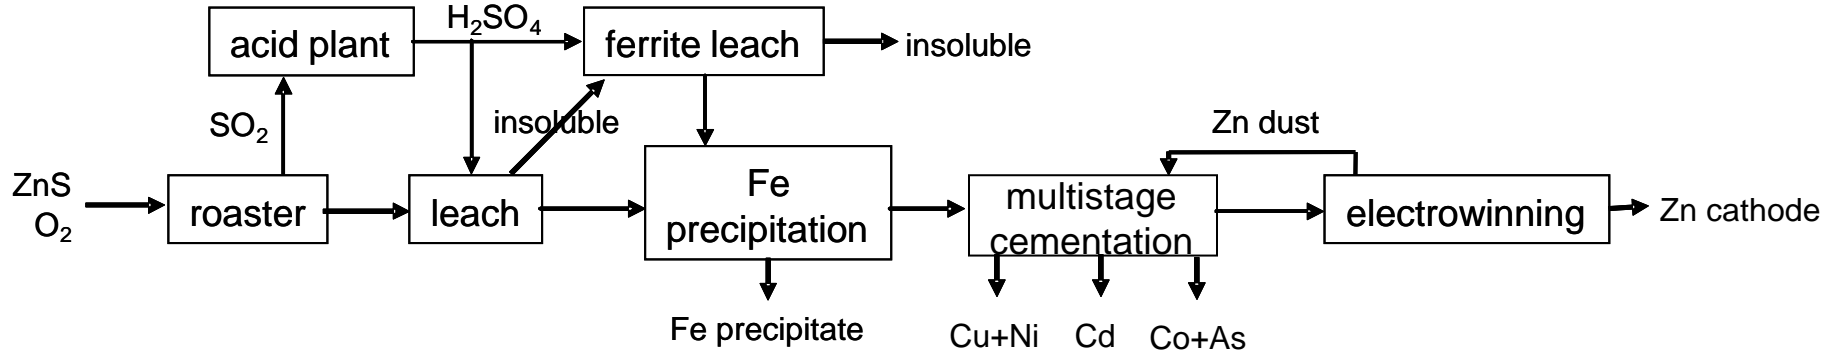 H₂SO₄
acid plant
ferrite leach
insoluble
SO₂
insoluble
Zn dust
ZnS
O₂
roaster
leach
Fe
precipitation
multistage
cementation
electrowinning
Zn cathode
Fe precipitate
Cu+Ni
Cd
Co+As